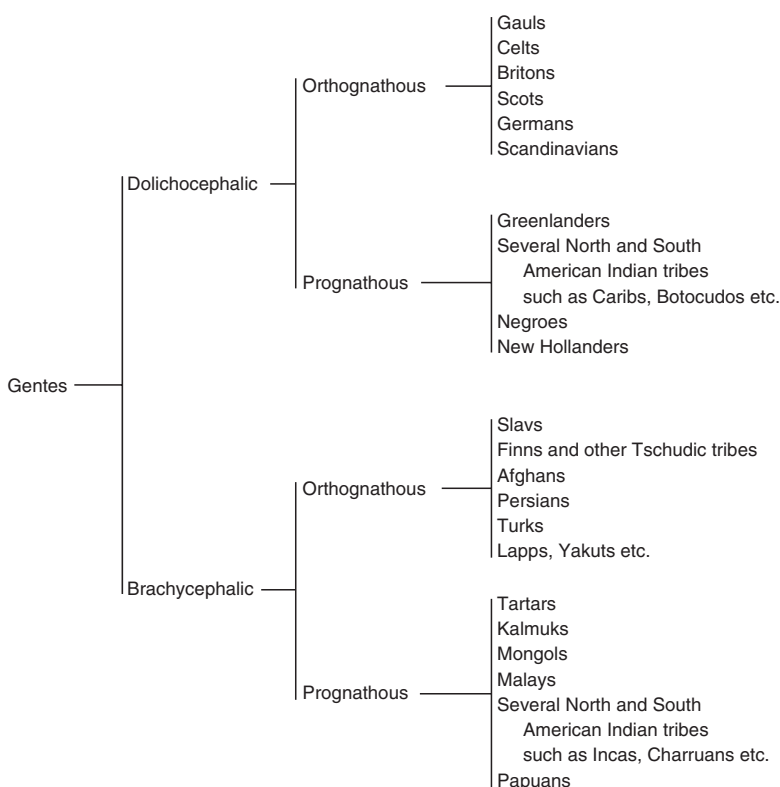 Gentes
Dolichocephalic
Orthognathous
Gauls
Celts
Britons
Scots
Germans
Scandinavians
Prognathous
Greenlanders
Several North and South
American Indian tribes
such as Caribs, Botocudos etc.
Negroes
New Hollanders
Brachycephalic
Orthognathous
Slavs
Finns and other Tschudic tribes
Afghans
Persians
Turks
Lapps, Yakuts etc.
Prognathous
Tartars
Kalmuks
Mongols
Malays
Several North and South
American Indian tribes
such as Incas, Charruans etc.
Papuans